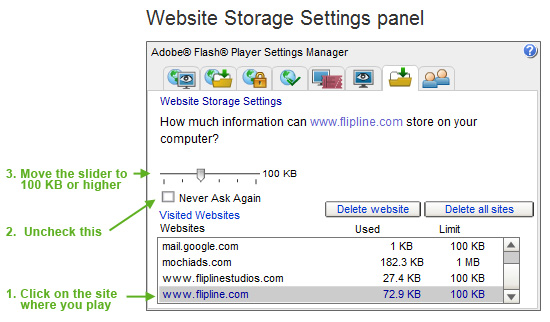 Website Storage Settings panel
Adobe® Flash® Player Settings Manager
?
Website Storage Settings
How much information can www.flipline.com store on your
computer?
3. Move the slider to
100 KB or higher
100 KB
Never Ask Again
2. Uncheck this
Visited Websites
Delete website
Delete all sites
Websites Used Limit
mail.google.com 1 KB 100 KB
mochiads.com 182.3 KB 1 MB
www.fliplinestudios.com 27.4 KB 100 KB
1. Click on the site
where you play
www.flipline.com 72.9 KB 100 KB